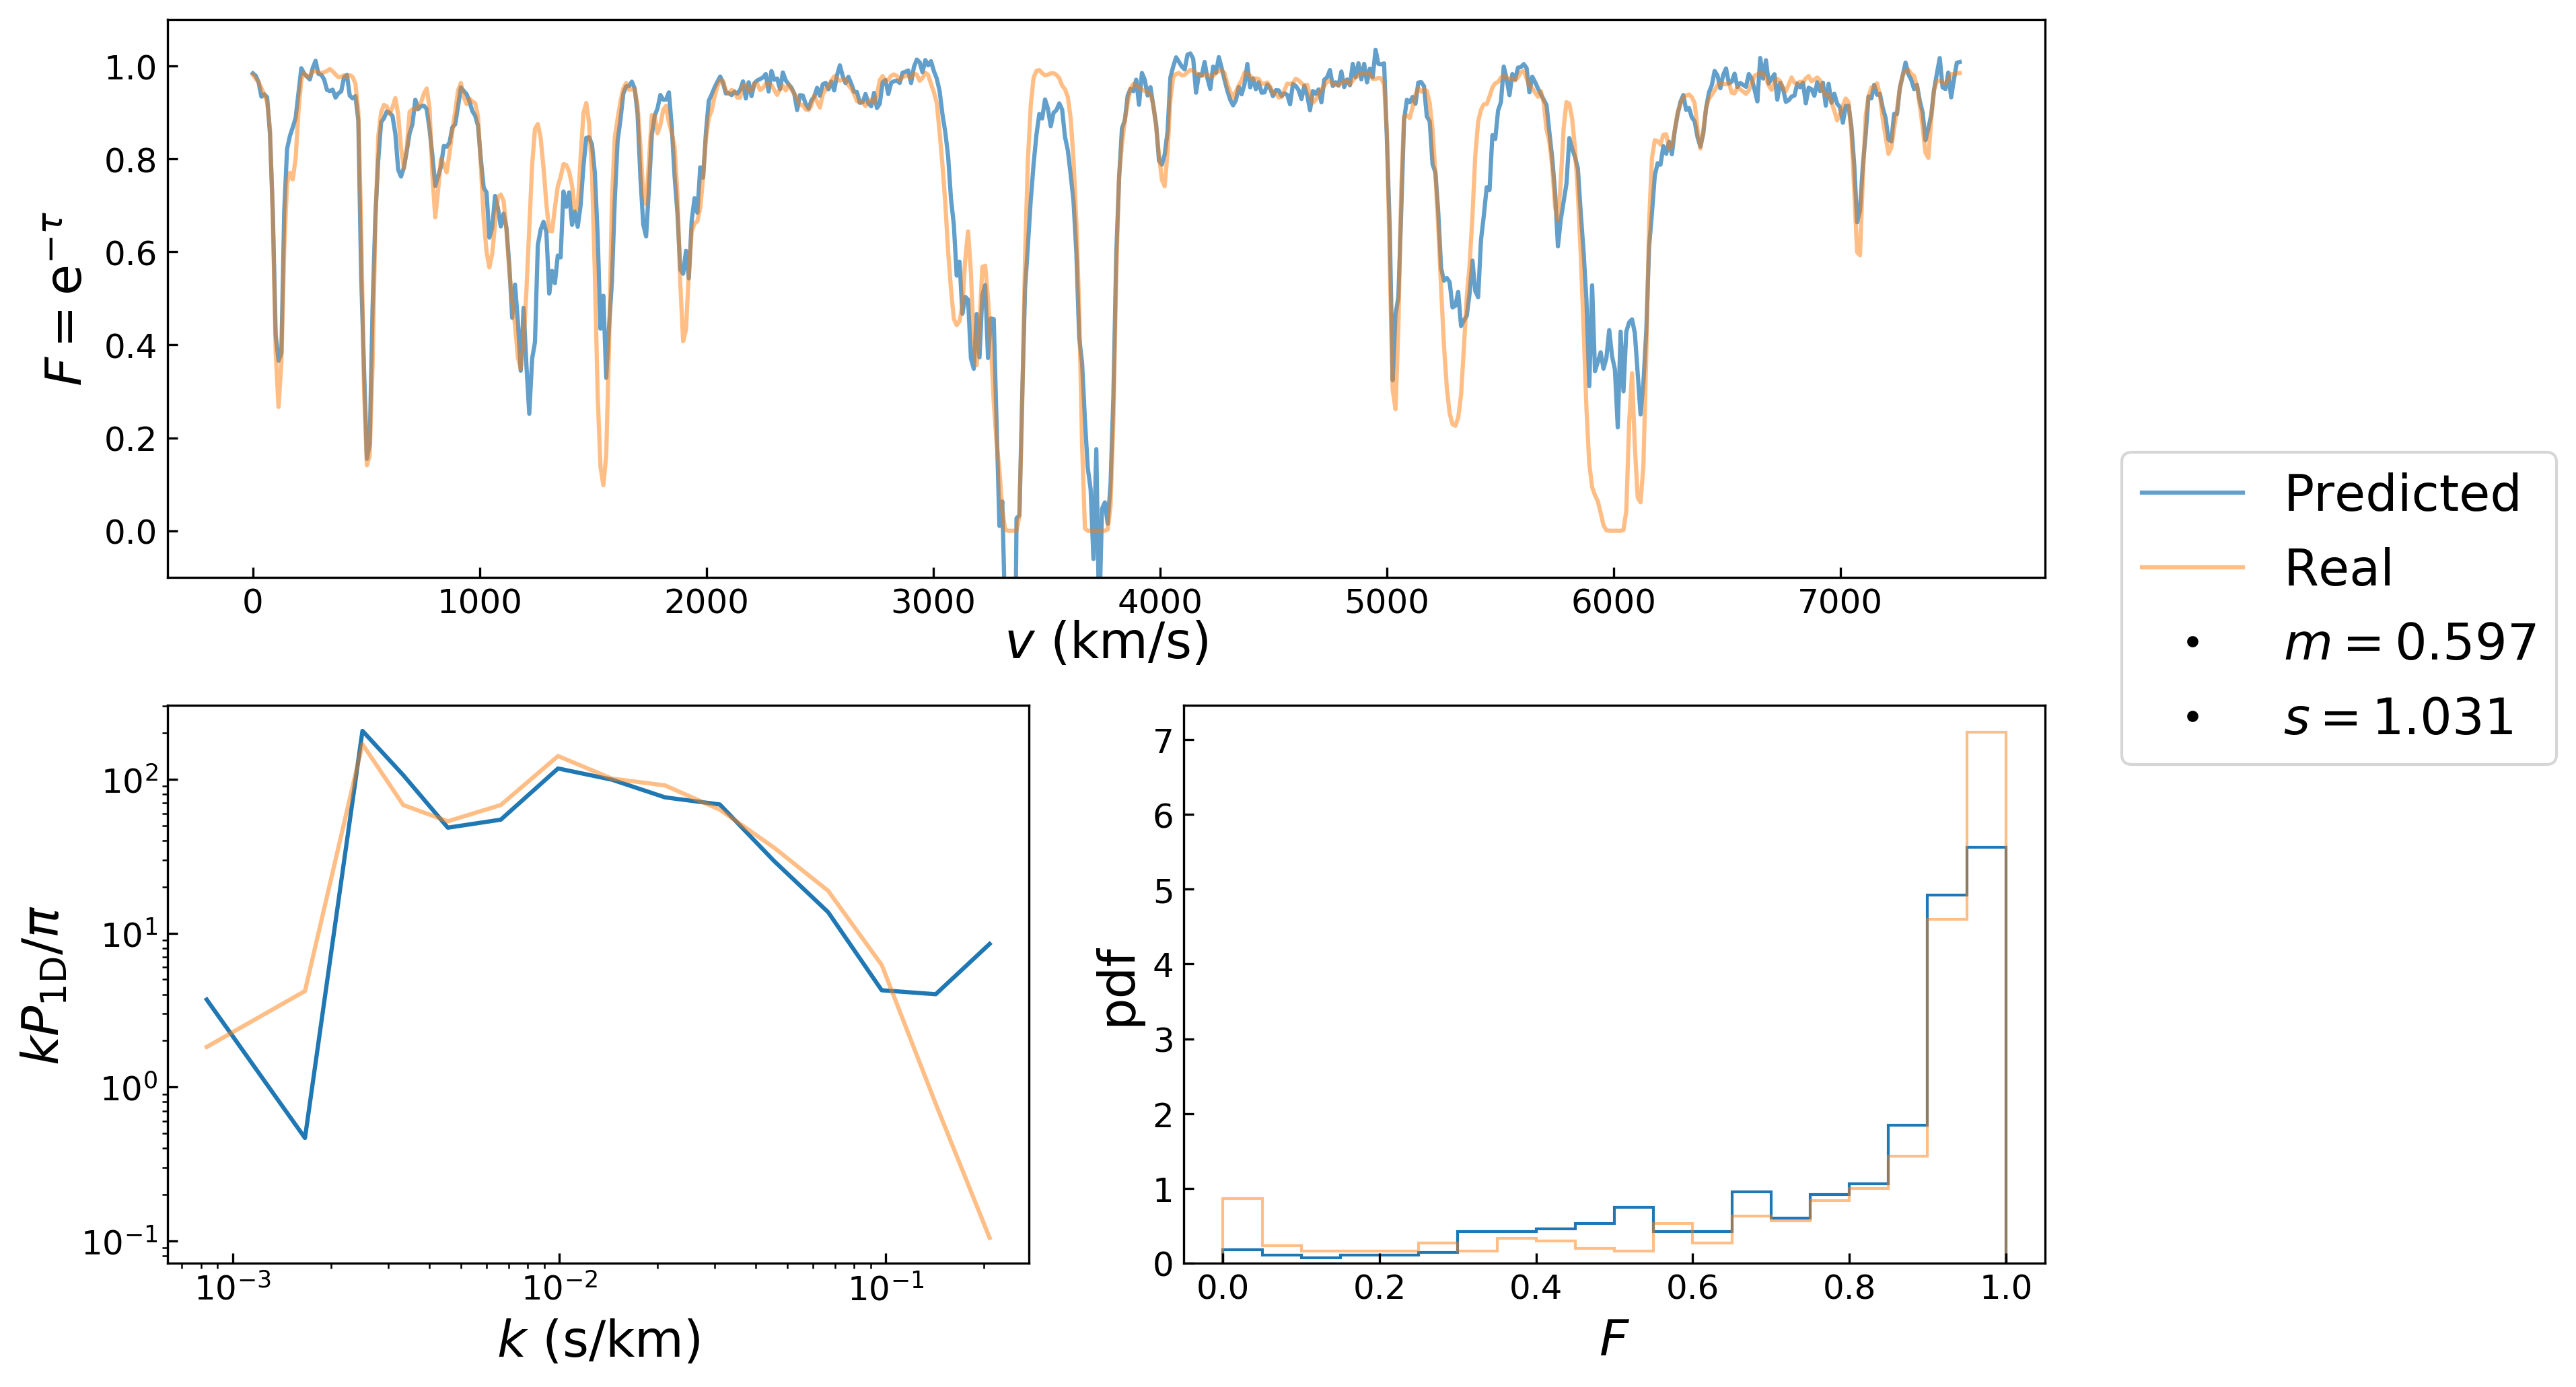 1.0
0.8
0.6
0.4
0.2
0.0
F = e^{−τ}
0 1000 2000 3000 4000 5000 6000 7000
v (km/s)
Predicted
Real
m = 0.597
s = 1.031
10^2
10^1
10^0
10^{−1}
kP_{1D}/π
10^{−3} 10^{−2} 10^{−1}
k (s/km)
7
6
5
4
3
2
1
0
pdf
0.0 0.2 0.4 0.6 0.8 1.0
F